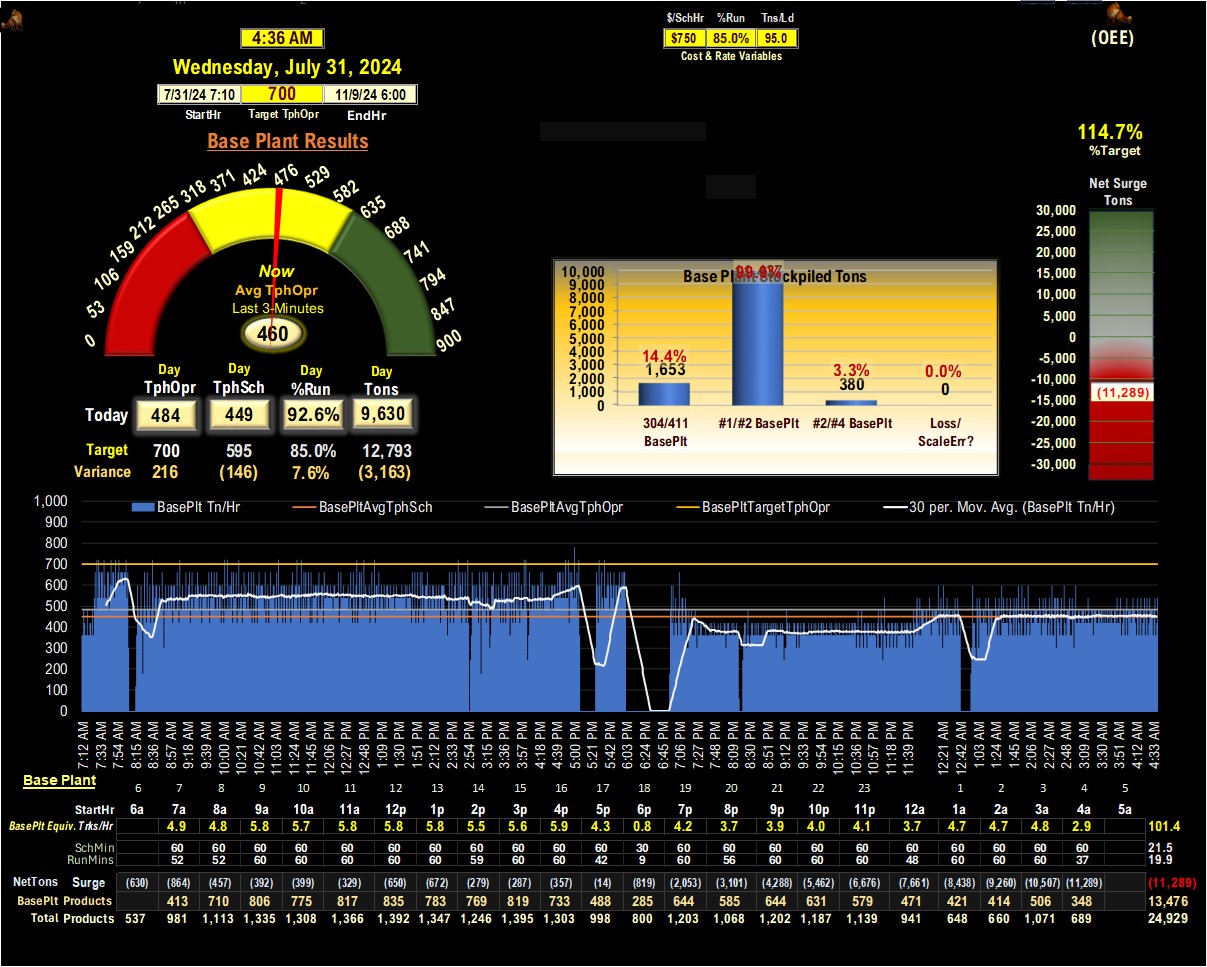 $/SchHr %Run Tns/Ld
4:36 AM
$750 85.0% 95.0
(OEE)
Cost & Rate Variables
Wednesday, July 31, 2024
7/31/24 7:10 700 11/9/24 6:00
StartHr Target TphOpr EndHr
Base Plant Results
114.7%
%Target
Net Surge
Tons
0 53 106 159 212 265 318 371 424 476 529 582 635 688 741 794 847 900
Now
Avg TphOpr
Last 3-Minutes
460
Day Day Day Day
TphOpr TphSch %Run Tons
Today 484 449 92.6% 9,630
Target 700 595 85.0% 12,793
Variance 216 (146) 7.6% (3,163)
Base Plant Stockpiled Tons
10,000
9,000
8,000
7,000
6,000
5,000
4,000
3,000
2,000
1,000
0
14.4% 99.9% 3.3% 0.0%
1,653 380 0
304/411 BasePlt
#1/#2 BasePlt
#2/#4 BasePlt
Loss/ ScaleErr?
30,000
25,000
20,000
15,000
10,000
5,000
0
-5,000
-10,000
(11,289)
-15,000
-20,000
-25,000
-30,000
BasePlt Tn/Hr BasePltAvgTphSch BasePltAvgTphOpr BasePltTargetTphOpr 30 per. Mov. Avg. (BasePlt Tn/Hr)
1,000
900
800
700
600
500
400
300
200
100
0
7:12 AM 7:33 AM 7:54 AM 8:15 AM 8:36 AM 8:57 AM 9:18 AM 9:39 AM 10:00 AM 10:21 AM 10:42 AM 11:03 AM 11:24 AM 11:45 AM 12:06 PM 12:27 PM 12:48 PM 1:09 PM 1:30 PM 1:51 PM 2:12 PM 2:33 PM 2:54 PM 3:15 PM 3:36 PM 3:57 PM 4:18 PM 4:39 PM 5:00 PM 5:21 PM 5:42 PM 6:03 PM 6:24 PM 6:45 PM 7:06 PM 7:27 PM 7:48 PM 8:09 PM 8:30 PM 8:51 PM 9:12 PM 9:33 PM 9:54 PM 10:15 PM 10:36 PM 10:57 PM 11:18 PM 11:39 PM 12:21 AM 12:42 AM 1:03 AM 1:24 AM 1:45 AM 2:06 AM 2:27 AM 2:48 AM 3:09 AM 3:30 AM 3:51 AM 4:12 AM 4:33 AM
Base Plant
6 7 8 9 10 11 12 13 14 15 16 17 18 19 20 21 22 23 1 2 3 4 5
StartHr 6a 7a 8a 9a 10a 11a 12p 1p 2p 3p 4p 5p 6p 7p 8p 9p 10p 11p 12a 1a 2a 3a 4a 5a
BasePlt Equiv. Trks/Hr 4.9 4.8 5.8 5.7 5.8 5.8 5.8 5.5 5.6 5.9 4.3 0.8 4.2 3.7 3.9 4.0 4.1 3.7 4.7 4.7 4.8 2.9 101.4
SchMin 60 60 60 60 60 60 60 60 60 60 60 30 60 60 60 60 60 60 60 60 60 60 21.5
RunMins 52 52 60 60 60 60 60 59 60 60 42 9 60 56 60 60 60 48 60 60 60 37 19.9
NetTons Surge (630) (864) (457) (392) (399) (329) (650) (672) (279) (287) (357) (14) (819) (2,053) (3,101) (4,288) (5,462) (6,676) (7,661) (8,438) (9,260) (10,507) (11,289) (11,289)
BasePlt Products 413 710 806 775 817 835 783 769 819 733 488 285 644 585 644 631 579 471 421 414 506 348 13,476
Total Products 537 981 1,113 1,335 1,308 1,366 1,392 1,347 1,246 1,395 1,303 998 800 1,203 1,068 1,202 1,187 1,139 941 648 660 1,071 689 24,929